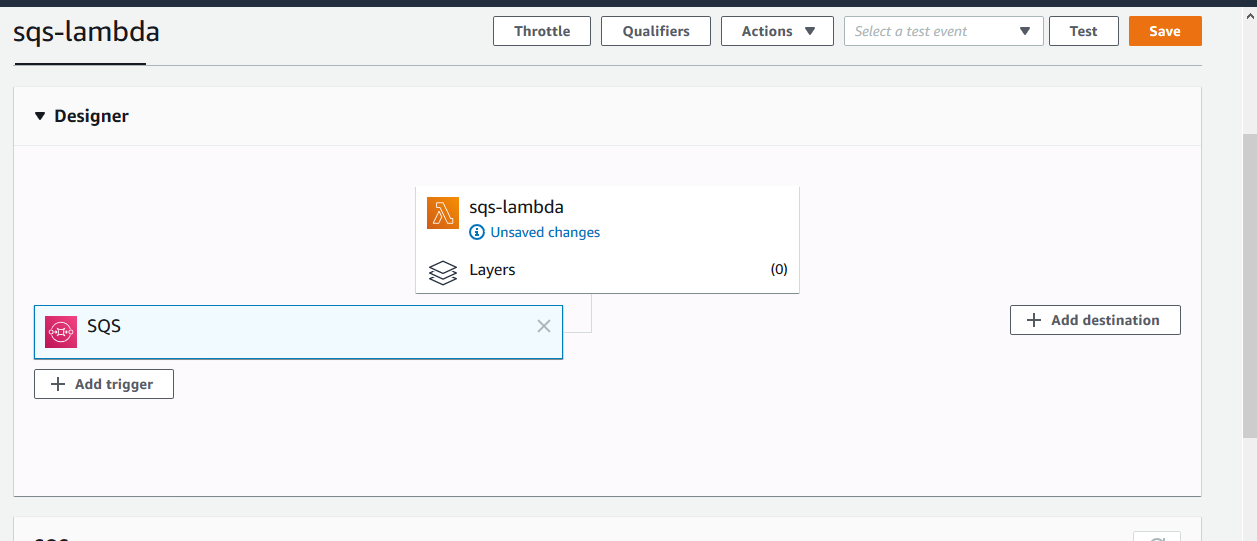 sqs-lambda
Throttle
Qualifiers
Actions
Select a test event
Test
Save
Designer
sqs-lambda
Unsaved changes
Layers (0)
SQS
Add destination
Add trigger